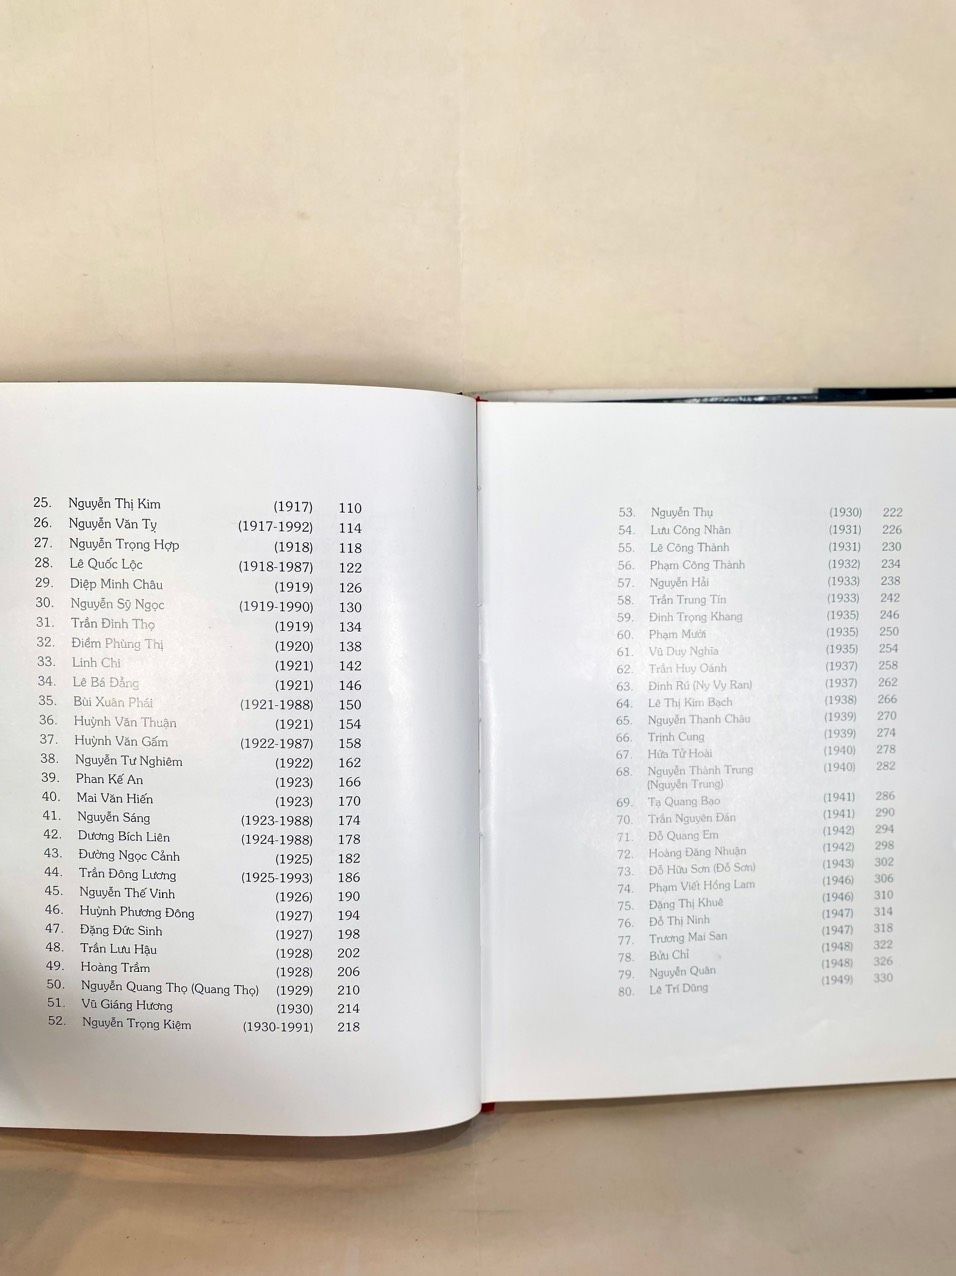 25. Nguyễn Thị Kim (1917) 110
26. Nguyễn Văn Tỵ (1917-1992) 114
27. Nguyễn Trọng Hợp (1918) 118
28. Lê Quốc Lộc (1918-1987) 122
29. Diệp Minh Châu (1919) 126
30. Nguyễn Sỹ Ngọc (1919-1990) 130
31. Trần Đình Thọ (1919) 134
32. Điềm Phùng Thị (1920) 138
33. Linh Chi (1921) 142
34. Lê Bá Đảng (1921) 146
35. Bùi Xuân Phái (1921-1988) 150
36. Huỳnh Văn Thuận (1921) 154
37. Huỳnh Văn Gấm (1922-1987) 158
38. Nguyễn Tư Nghiêm (1922) 162
39. Phan Kế An (1923) 166
40. Mai Văn Hiến (1923) 170
41. Nguyễn Sáng (1923-1988) 174
42. Dương Bích Liên (1924-1988) 178
43. Đường Ngọc Cảnh (1925) 182
44. Trần Đông Lương (1925-1993) 186
45. Nguyễn Thế Vinh (1926) 190
46. Huỳnh Phương Đông (1927) 194
47. Đặng Đức Sinh (1927) 198
48. Trần Lưu Hậu (1928) 202
49. Hoàng Trầm (1928) 206
50. Nguyễn Quang Thọ (Quang Thọ) (1929) 210
51. Vũ Giáng Hương (1930) 214
52. Nguyễn Trọng Kiệm (1930-1991) 218
53. Nguyễn Thụ (1930) 222
54. Lưu Công Nhân (1931) 226
55. Lê Công Thành (1931) 230
56. Phạm Công Thành (1932) 234
57. Nguyễn Hải (1933) 238
58. Trần Trung Tín (1933) 242
59. Đinh Trọng Khang (1935) 246
60. Phạm Mười (1935) 250
61. Vũ Duy Nghĩa (1935) 254
62. Trần Huy Oánh (1937) 258
63. Đinh Rú (Ny Vy Ran) (1937) 262
64. Lê Thị Kim Bạch (1938) 266
65. Nguyễn Thanh Châu (1939) 270
66. Trịnh Cung (1939) 274
67. Hứa Tử Hoài (1940) 278
68. Nguyễn Thành Trung (1940) 282
(Nguyễn Trung)
69. Tạ Quang Bạo (1941) 286
70. Trần Nguyên Đán (1941) 290
71. Đỗ Quang Em (1942) 294
72. Hoàng Đăng Nhuận (1942) 298
73. Đỗ Hữu Sơn (Đỗ Sơn) (1943) 302
74. Phạm Viết Hồng Lam (1946) 306
75. Đặng Thị Khuê (1946) 310
76. Đỗ Thị Ninh (1947) 314
77. Trương Mai San (1947) 318
78. Bửu Chỉ (1948) 322
79. Nguyễn Quân (1948) 326
80. Lê Trí Dũng (1949) 330